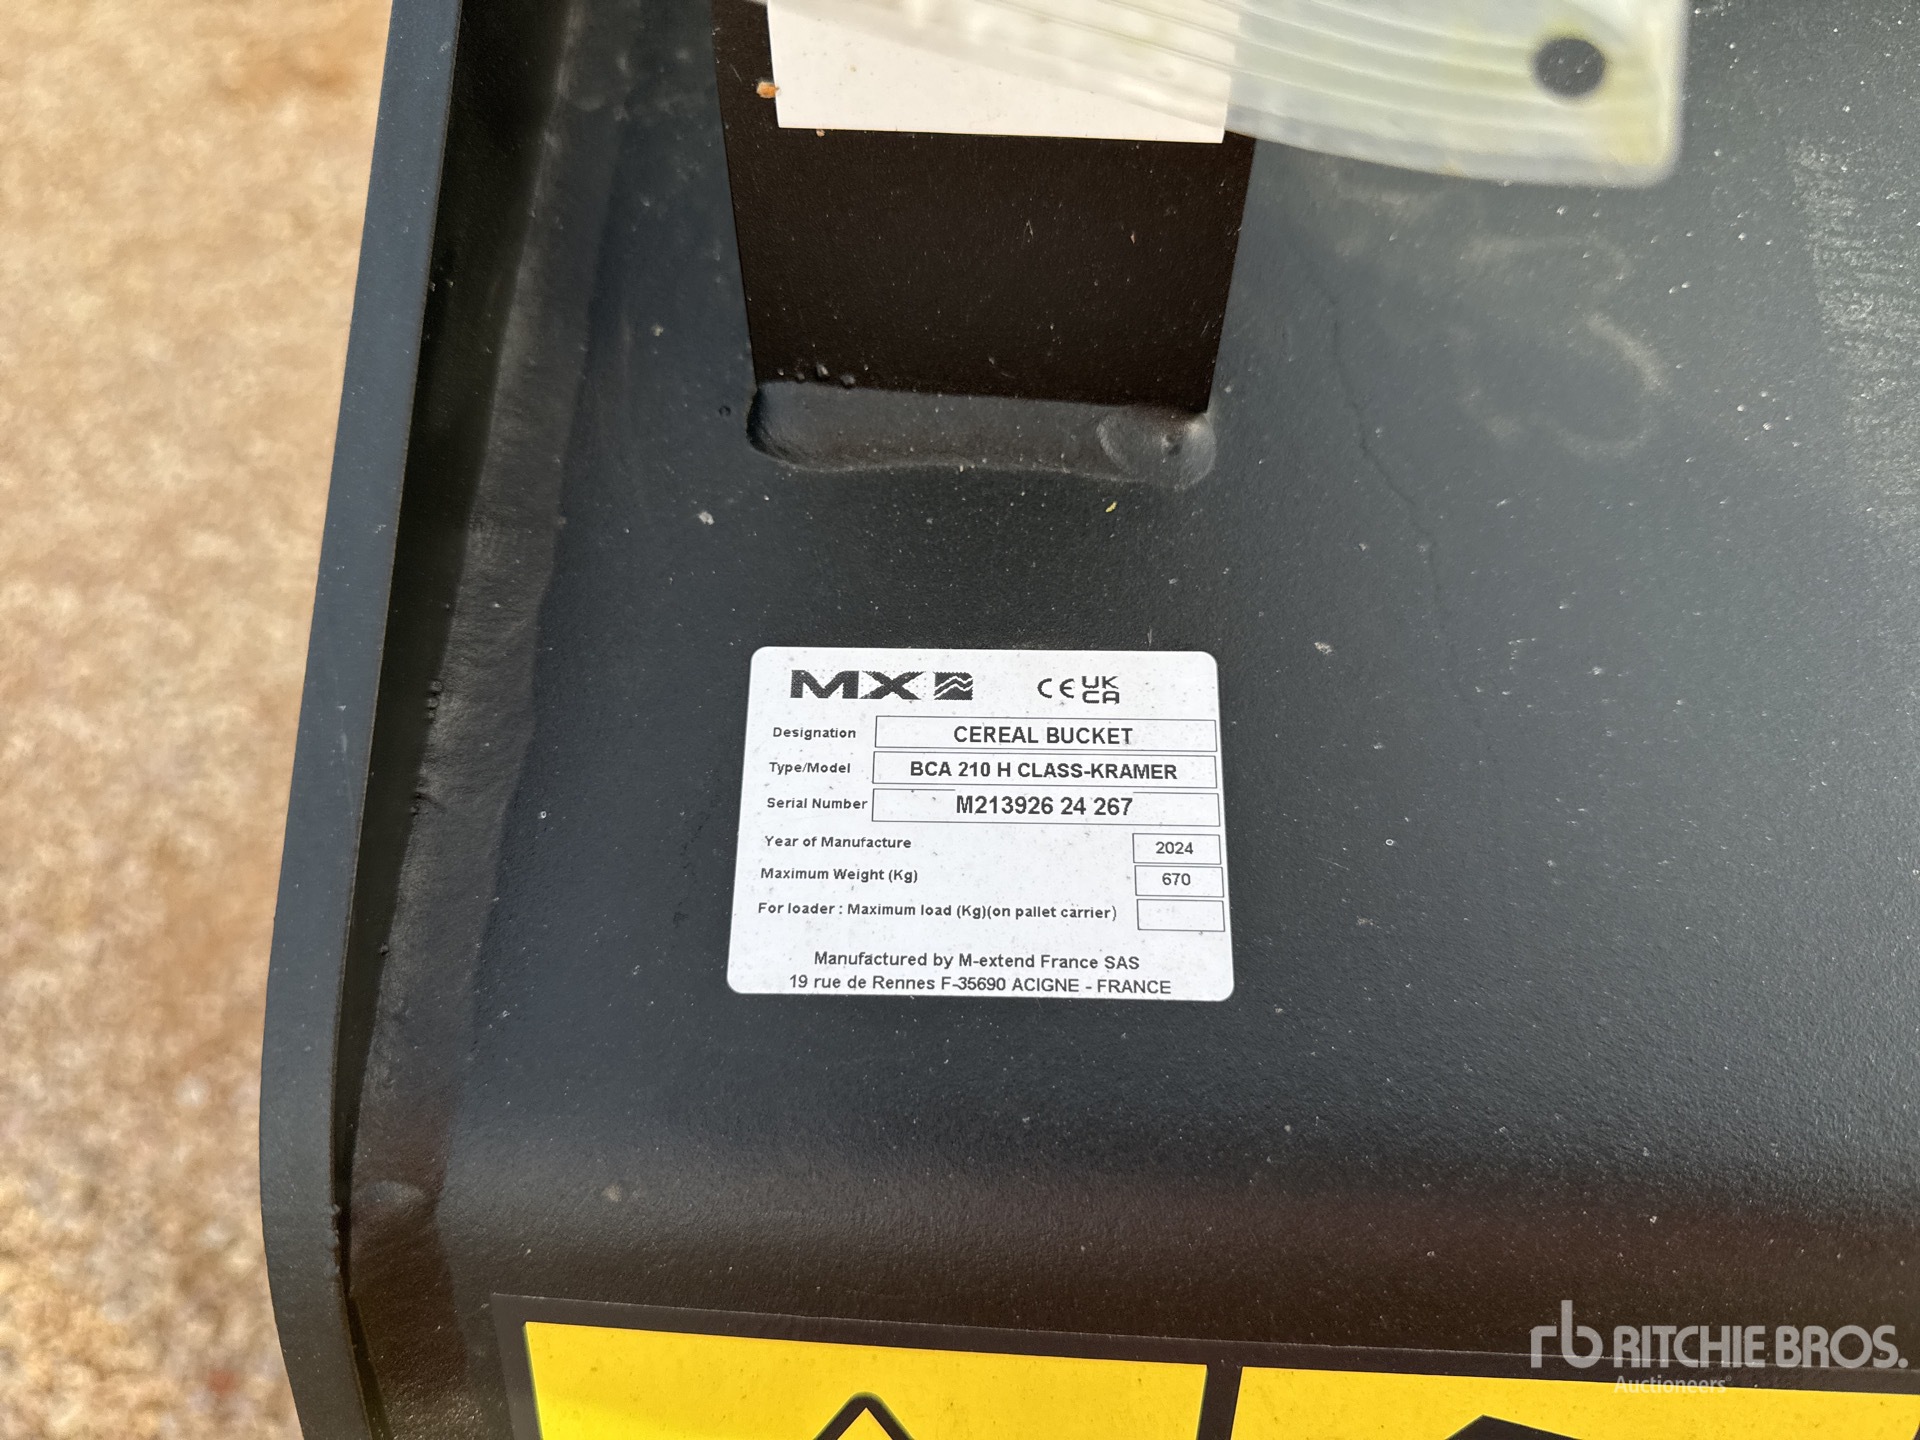 MX
CE UK CA
Designation CEREAL BUCKET
Type/Model BCA 210 H CLASS-KRAMER
Serial Number M213926 24 267
Year of Manufacture 2024
Maximum Weight (Kg) 670
For loader : Maximum load (Kg)(on pallet carrier)
Manufactured by M-extend France SAS
19 rue de Rennes F-35690 ACIGNE - FRANCE
rb RITCHIE BROS.
Auctioneers